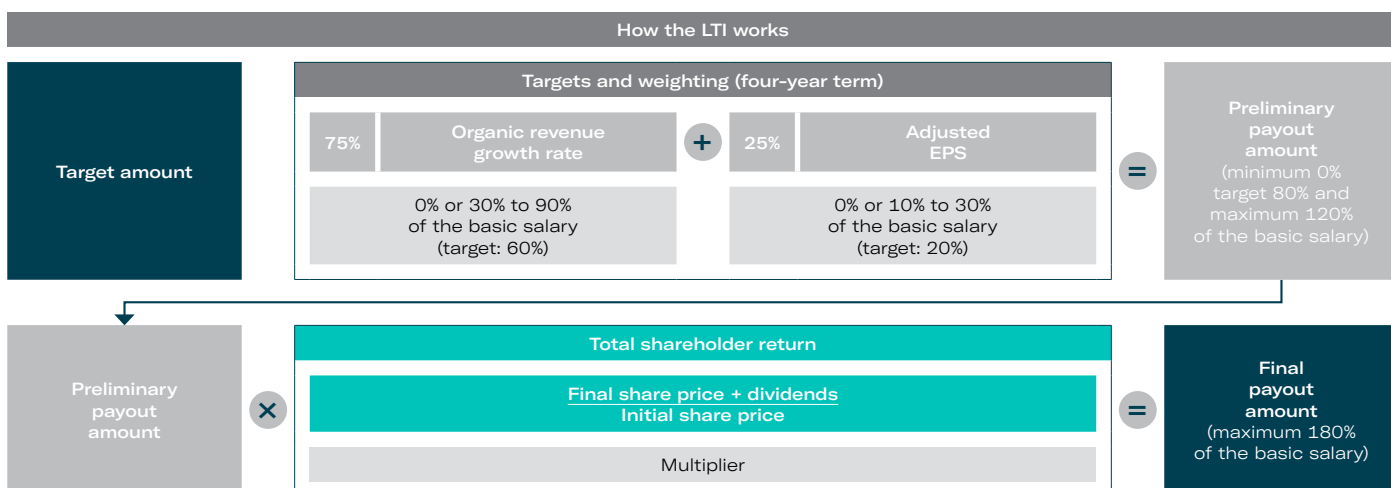 How the LTI works
Target amount
Targets and weighting (four-year term)
75%
Organic revenue
growth rate
+
25%
Adjusted
EPS
0% or 30% to 90%
of the basic salary
(target: 60%)
0% or 10% to 30%
of the basic salary
(target: 20%)
=
Preliminary
payout
amount
(minimum 0%
target 80% and
maximum 120%
of the basic salary)
Preliminary
payout
amount
×
Total shareholder return
Final share price + dividends
Initial share price
Multiplier
=
Final
payout
amount
(maximum 180%
of the basic salary)